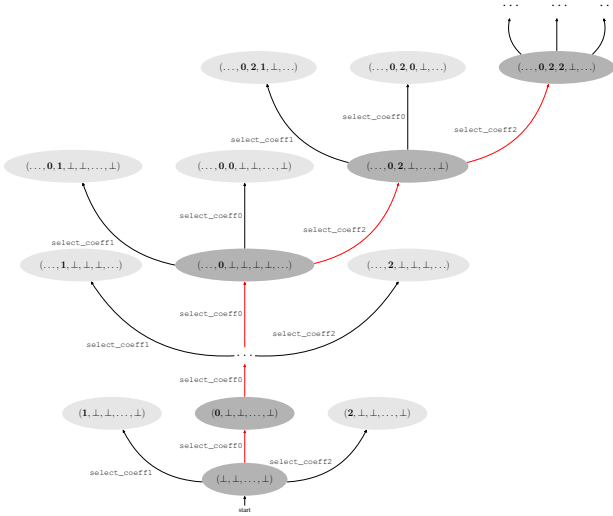 ... ... ...
(..., 0, 2, 1, ⊥, ...) (..., 0, 2, 0, ⊥, ...) (..., 0, 2, 2, ⊥, ...)
select_coeff0
select_coeff2
select_coeff1
(..., 0, 1, ⊥, ⊥, ..., ⊥) (..., 0, 0, ⊥, ⊥, ..., ⊥) (..., 0, 2, ⊥, ..., ⊥)
select_coeff0
select_coeff2
select_coeff1
(..., 1, ⊥, ⊥, ⊥, ...) (..., 0, ⊥, ⊥, ⊥, ⊥, ...) (..., 2, ⊥, ⊥, ⊥, ...)
select_coeff0
select_coeff2
select_coeff1
...
select_coeff0
(1, ⊥, ⊥, ..., ⊥) (0, ⊥, ⊥, ..., ⊥) (2, ⊥, ⊥, ..., ⊥)
select_coeff0
select_coeff2
select_coeff1
(⊥, ⊥, ..., ⊥)
start